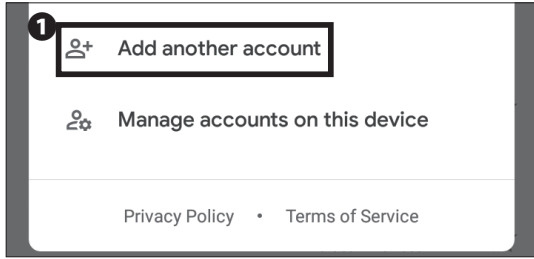 1
Add another account
Manage accounts on this device
Privacy Policy • Terms of Service